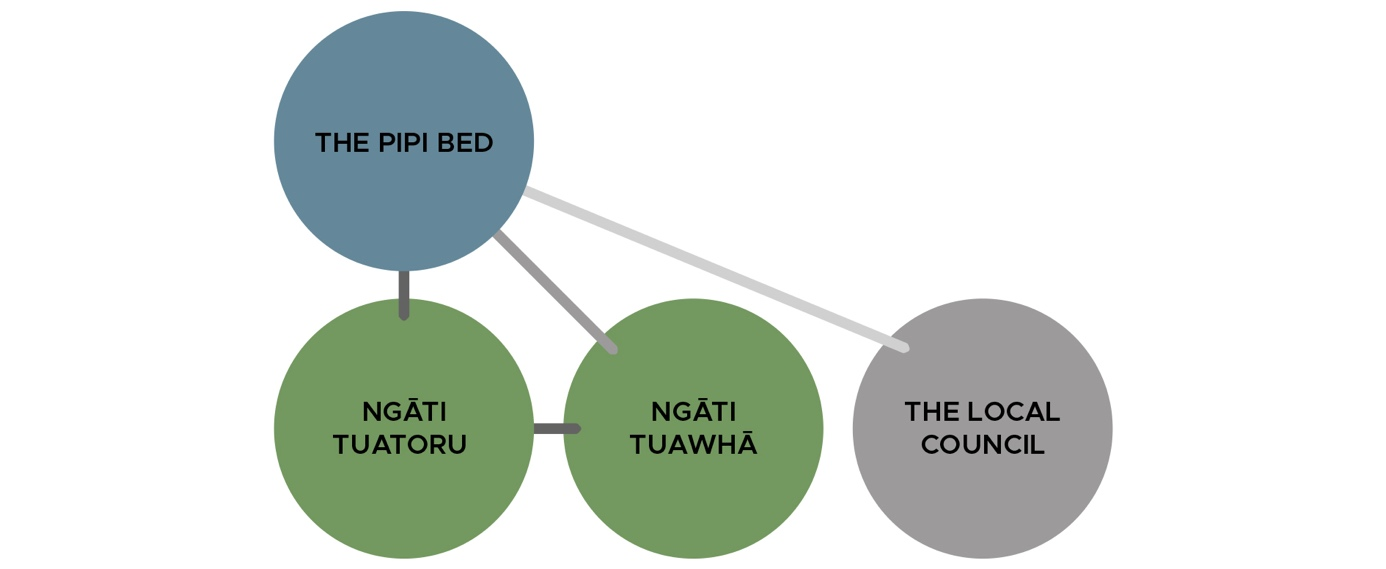 THE PIPI BED
NGĀTI
TUATORU
NGĀTI
TUAWHĀ
THE LOCAL
COUNCIL